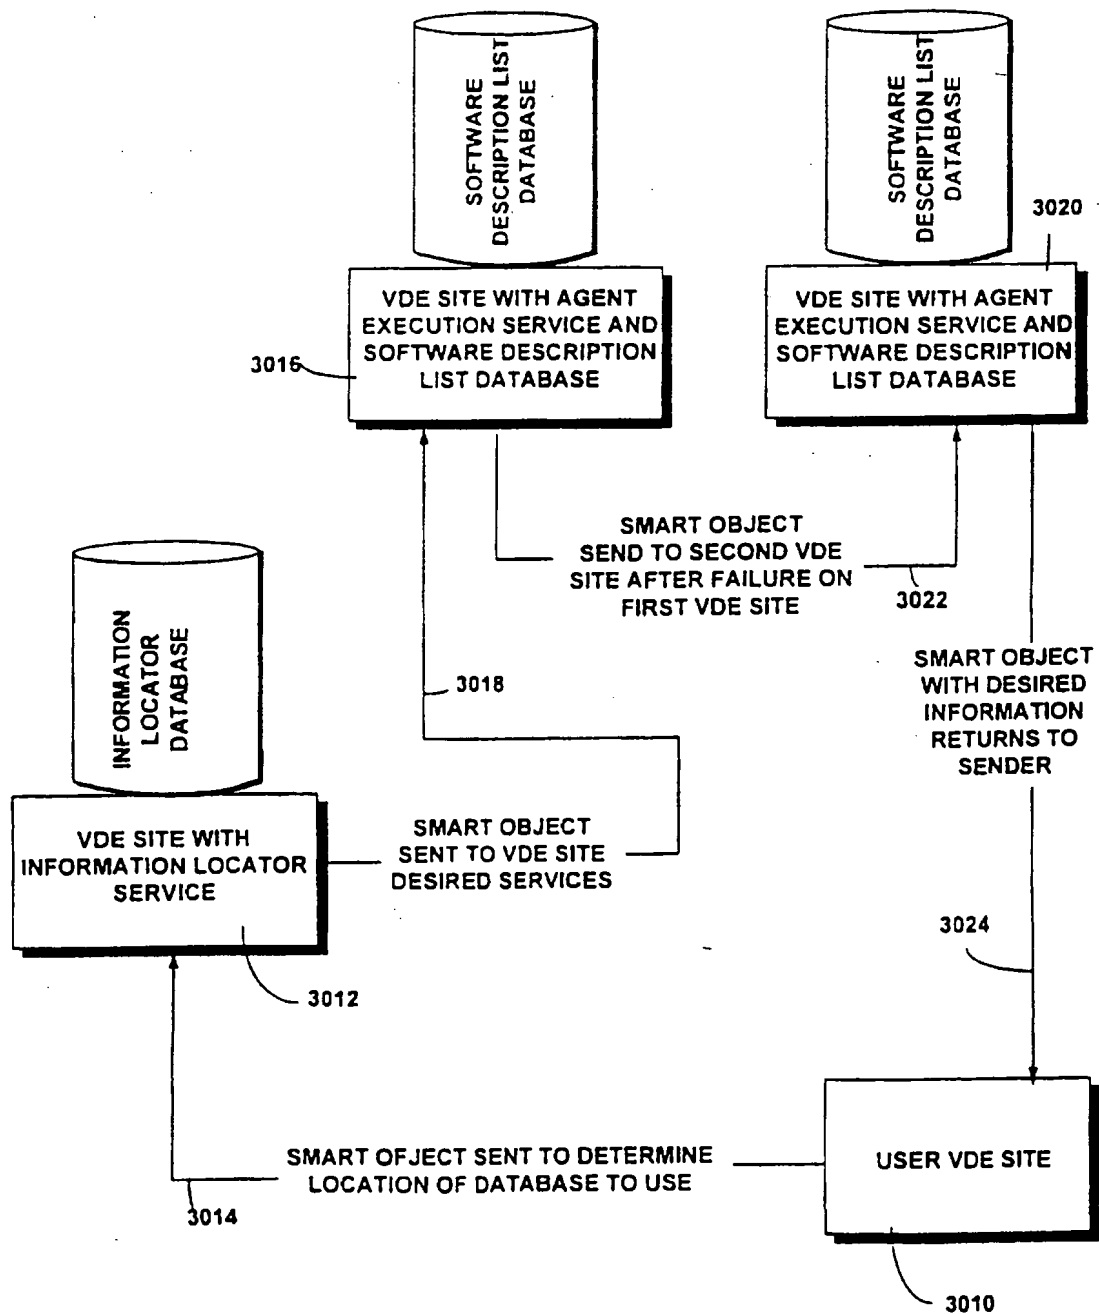 SOFTWARE
DESCRIPTION LIST
DATABASE
SOFTWARE
DESCRIPTION LIST
DATABASE
3020
VDE SITE WITH AGENT
EXECUTION SERVICE AND
SOFTWARE DESCRIPTION
LIST DATABASE
3016
VDE SITE WITH AGENT
EXECUTION SERVICE AND
SOFTWARE DESCRIPTION
LIST DATABASE
SMART OBJECT
SEND TO SECOND VDE
SITE AFTER FAILURE ON
FIRST VDE SITE
3022
INFORMATION
LOCATOR
DATABASE
3018
SMART OBJECT
WITH DESIRED
INFORMATION
RETURNS TO
SENDER
VDE SITE WITH
INFORMATION LOCATOR
SERVICE
SMART OBJECT
SENT TO VDE SITE
DESIRED SERVICES
3024
3012
SMART OFJECT SENT TO DETERMINE
LOCATION OF DATABASE TO USE
3014
USER VDE SITE
3010